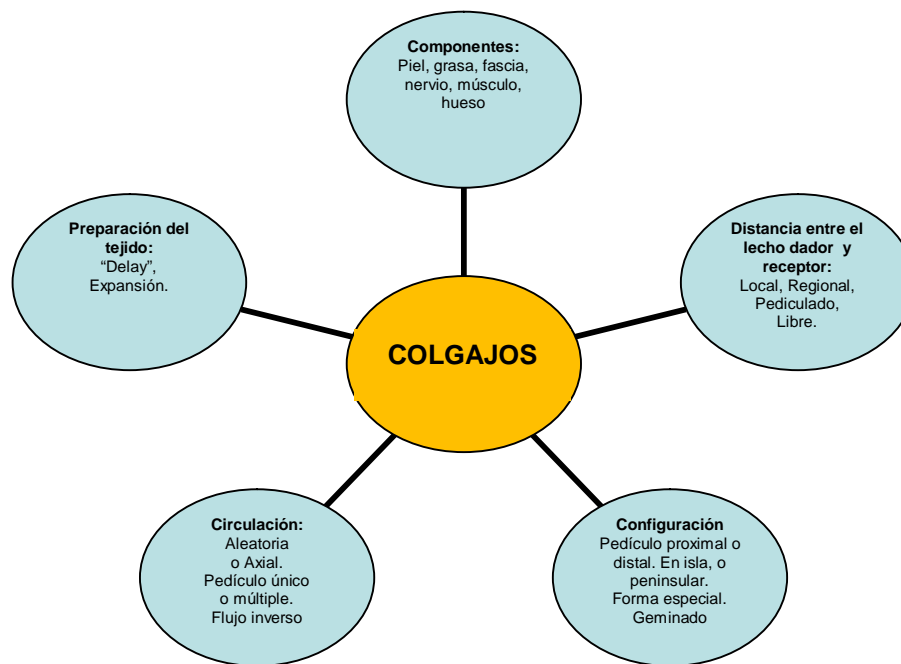 Componentes:
Piel, grasa, fascia,
nervio, músculo,
hueso
Preparación del
tejido:
“Delay”,
Expansión.
Distancia entre el
lecho dador y
receptor:
Local, Regional,
Pediculado,
Libre.
COLGAJOS
Circulación:
Aleatoria
o Axial.
Pedículo único
o múltiple.
Flujo inverso
Configuración
Pedículo proximal o
distal. En isla, o
peninsular.
Forma especial.
Geminado